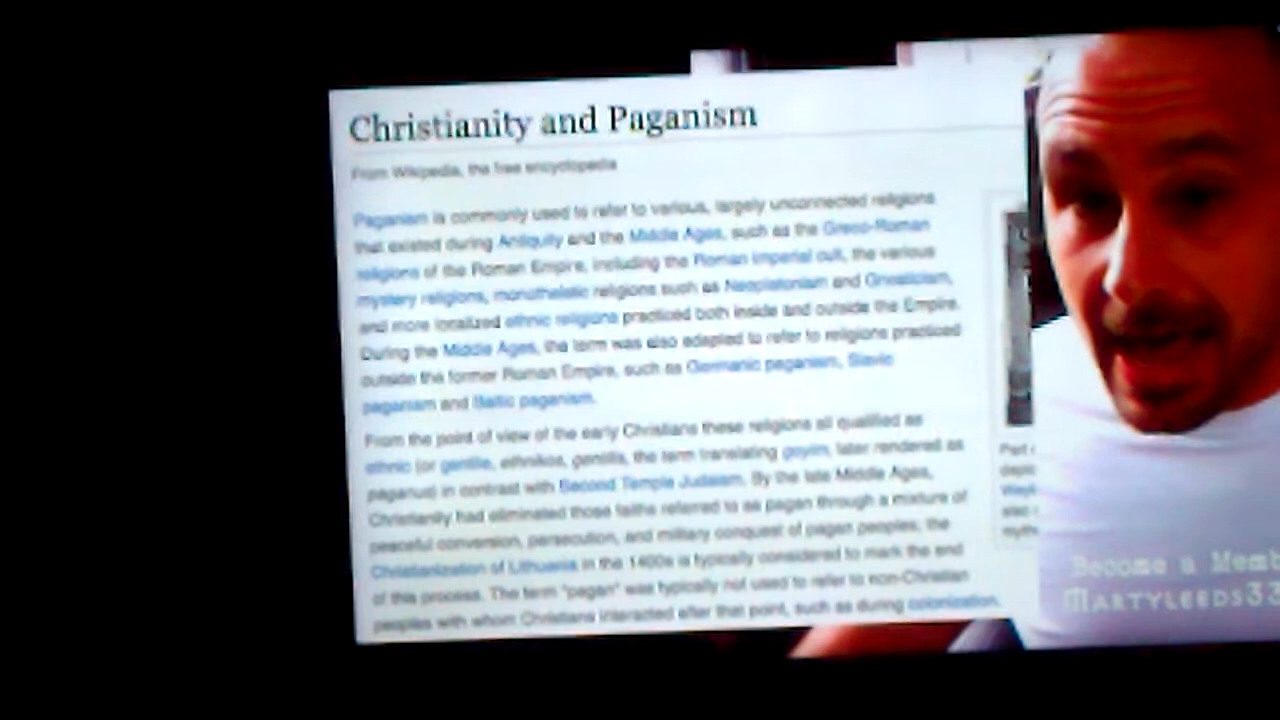 Christianity and Paganism
From Wikipedia, the free encyclopedia
Paganism is commonly used to refer to various, largely unconnected religions
that existed during Antiquity and the Middle Ages, such as the Greco-Roman
religions of the Roman Empire, including the Roman imperial cult, the various
mystery religions, monotheistic religions such as Neoplatonism and Gnosticism,
and more localized ethnic religions practiced both inside and outside the Empire.
During the Middle Ages, the term was also adapted to refer to religions practiced
outside the former Roman Empire, such as Germanic paganism, Slavic
paganism and Baltic paganism.
From the point of view of the early Christians these religions all qualified as
ethnic (or gentile, ethnikos, gentilis, the term translating goyim, later rendered as
paganus) in contrast with Second Temple Judaism. By the late Middle Ages,
Christianity had eliminated those faiths referred to as pagan through a mixture of
peaceful conversion, persecution, and military conquest of pagan peoples; the
Christianization of Lithuania in the 1400s is typically considered to mark the end
of this process. The term "pagan" was typically not used to refer to non-Christian
peoples with whom Christians interacted after that point, such as during colonization.
Part
also
Become a Memb
MARTYLEEDS33